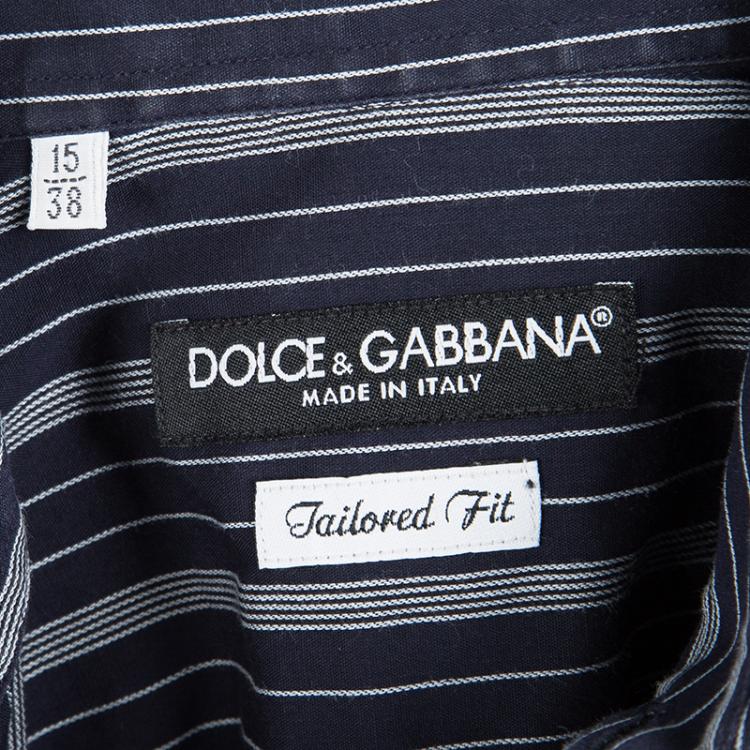 15
38
DOLCE & GABBANA®
MADE IN ITALY
Tailored Fit